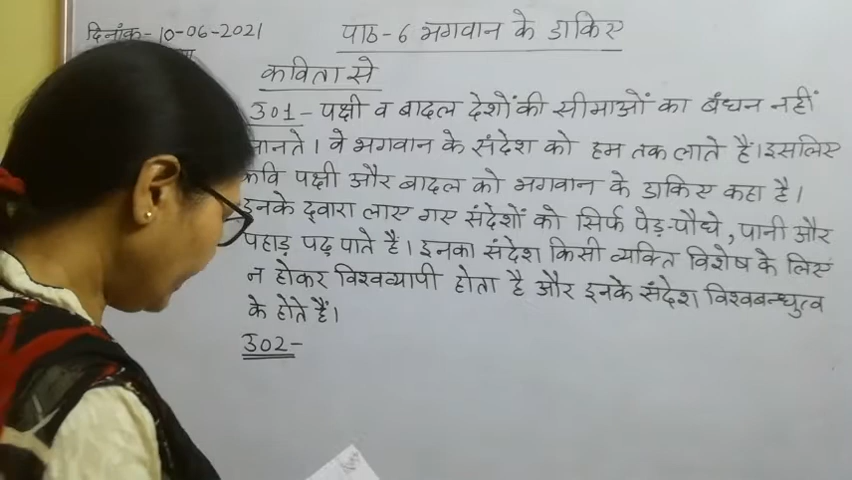 दिनांक-10-06-2021
पाठ-6 भगवान के डाकिए
कविता से
उ01- पक्षी व बादल देशों की सीमाओं का बंधन नहीं
जानते। वे भगवान के संदेश को हम तक लाते हैं। इसलिए
कवि पक्षी और बादल को भगवान के डाकिए कहा है।
इनके द्वारा लाए गए संदेशों को सिर्फ पेड़-पौधे, पानी और
पहाड़ पढ़ पाते हैं। इनका संदेश किसी व्यक्ति विशेष के लिए
न होकर विश्वव्यापी होता है और इनके संदेश विश्वबन्धुत्व
के होते हैं।
उ02-